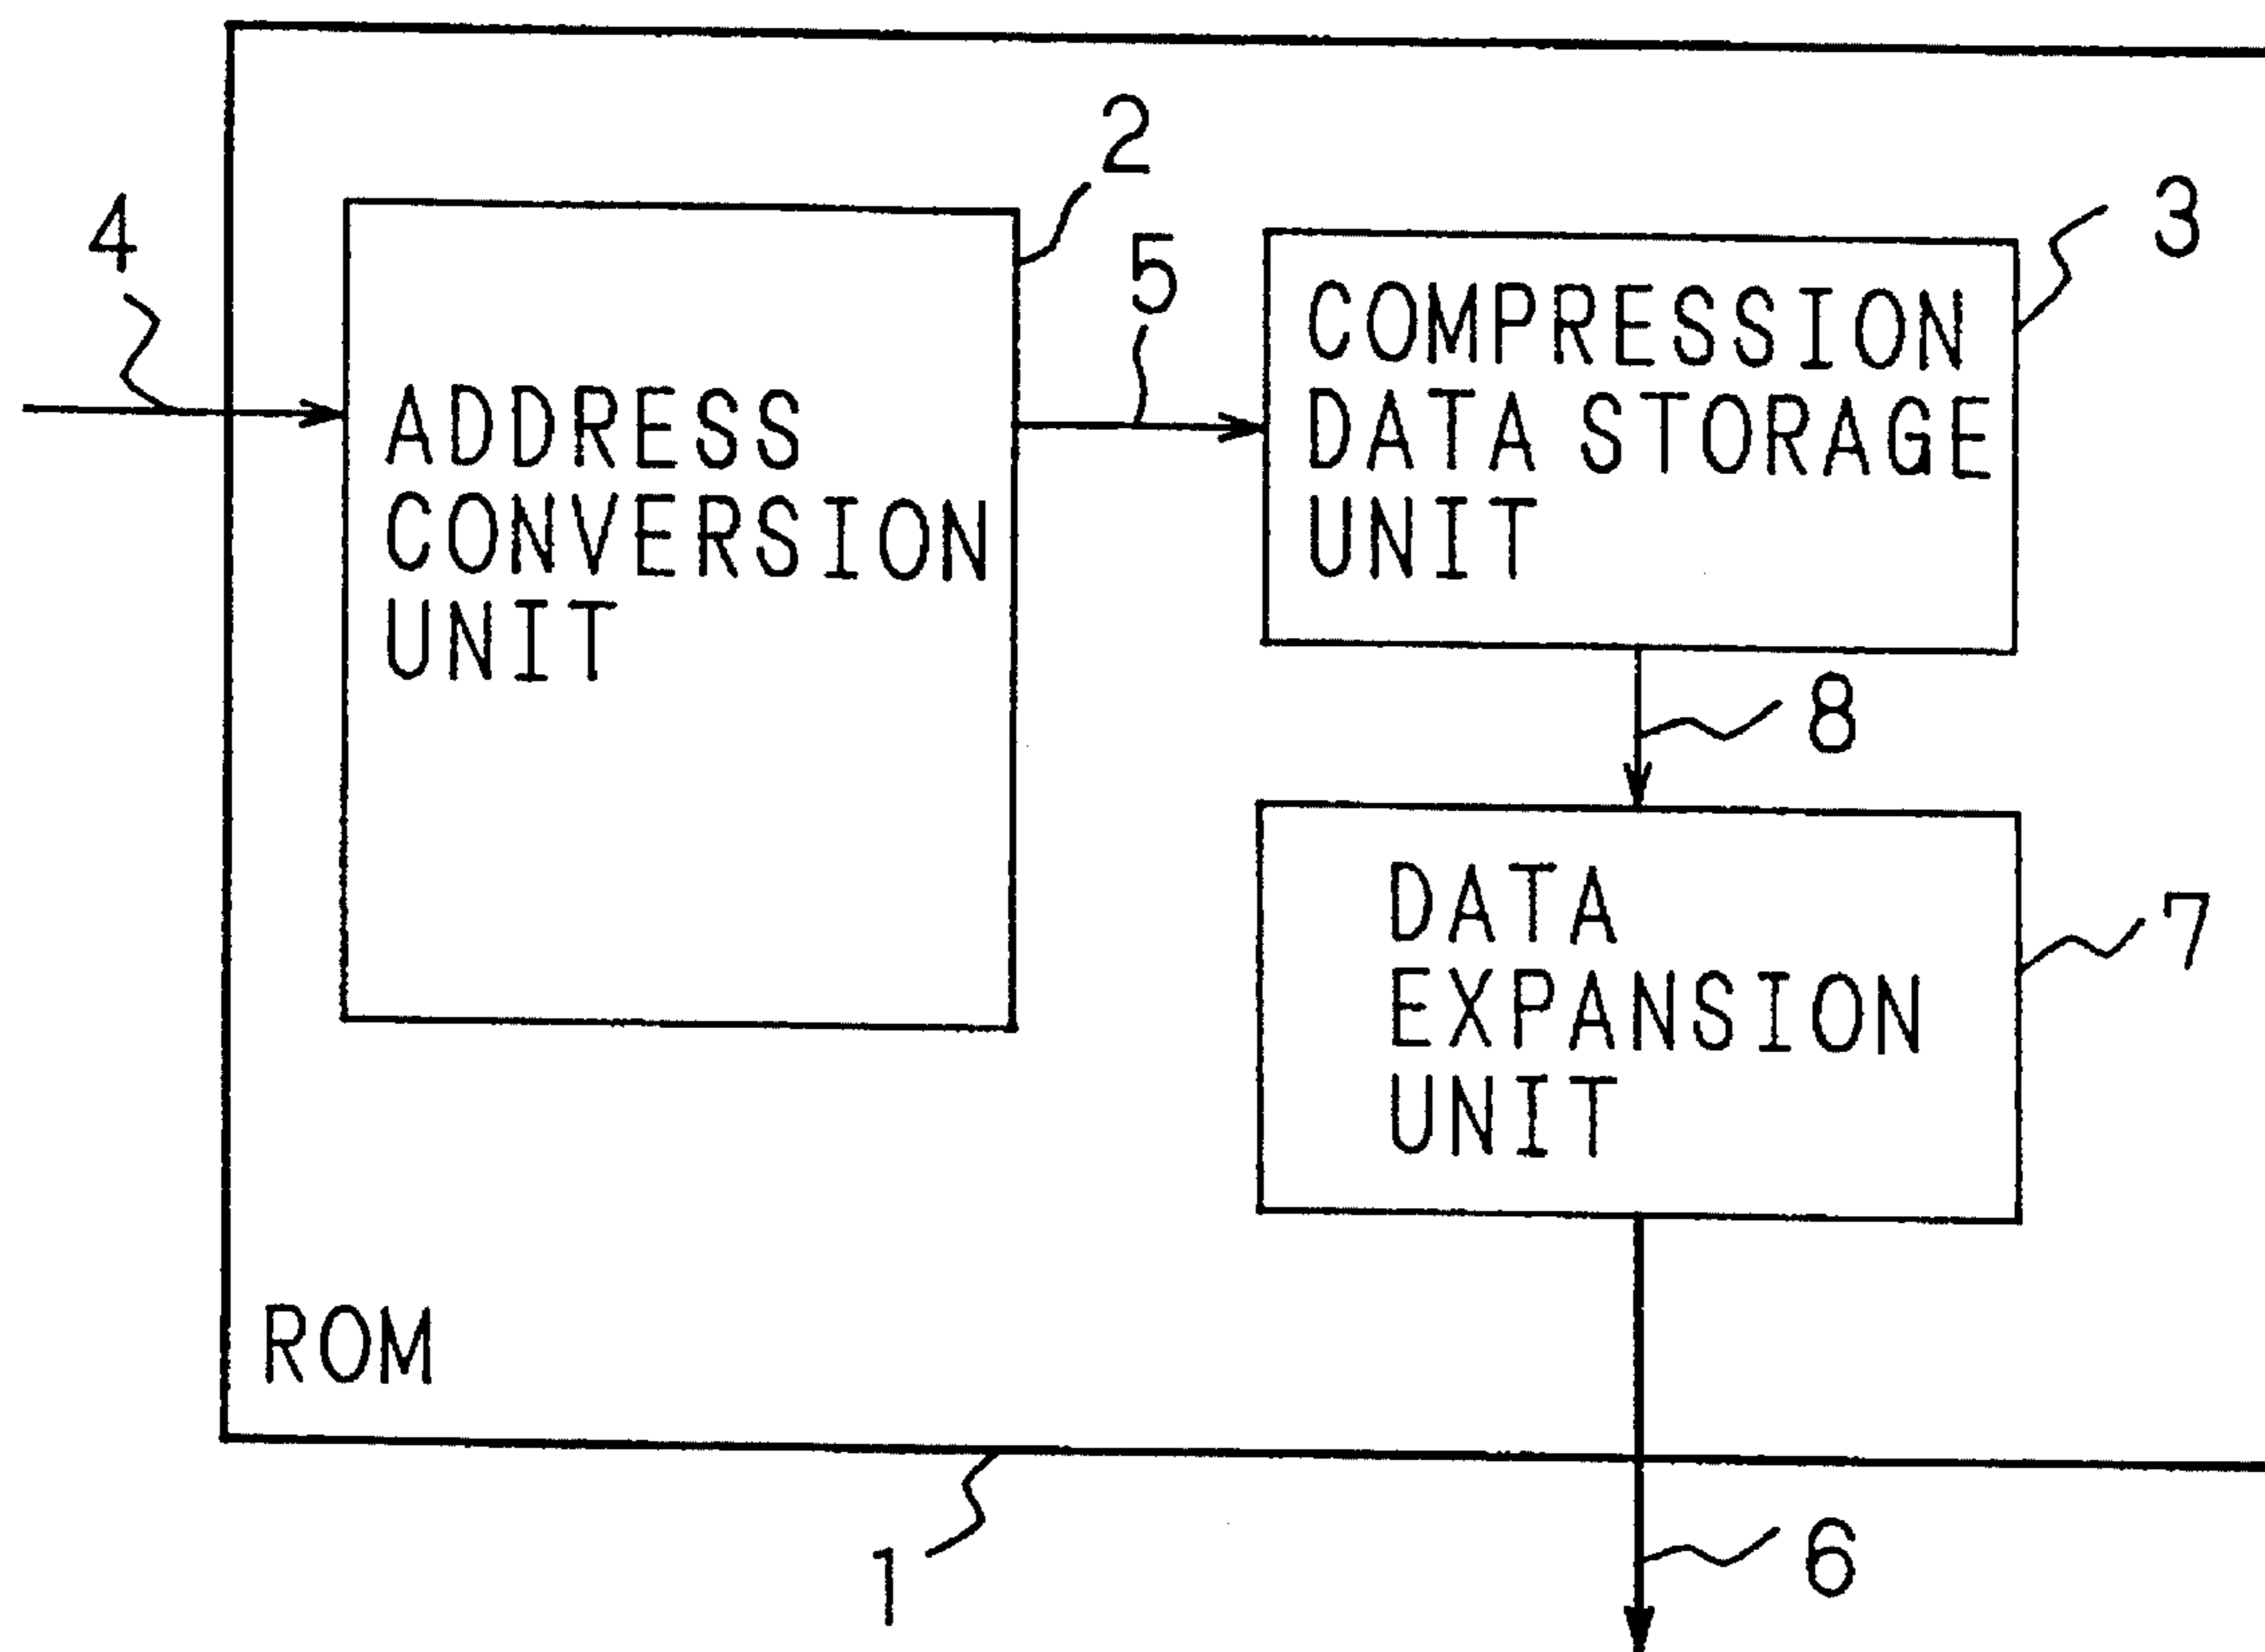 2
3
4
5
COMPRESSION
DATA STORAGE
UNIT
ADDRESS
CONVERSION
UNIT
8
DATA
EXPANSION
UNIT
7
ROM
1
6